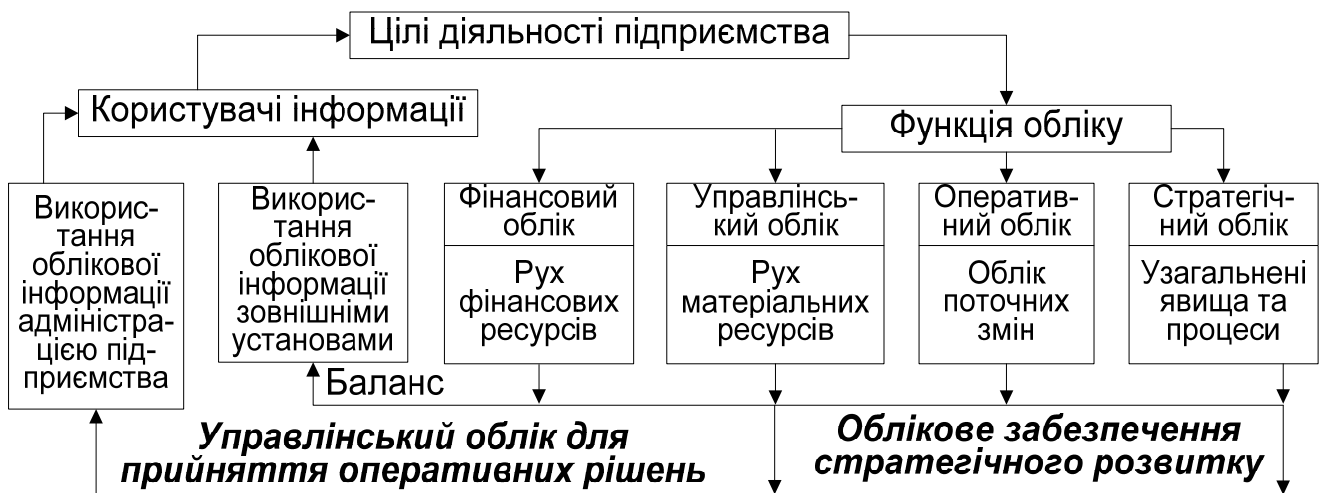 Цілі діяльності підприємства
Користувачі інформації
Функція обліку
Викорис-
тання
облікової
інформації
адміністра-
цією під-
приємства
Викорис-
тання
облікової
інформації
зовнішніми
установами
Фінансовий
облік
Рух
фінансових
ресурсів
Управлінсь-
кий облік
Рух
матеріальних
ресурсів
Оператив-
ний облік
Облік
поточних
змін
Стратегіч-
ний облік
Узагальнені
явища та
процеси
Баланс
Управлінський облік для
прийняття оперативних рішень
Облікове забезпечення
стратегічного розвитку